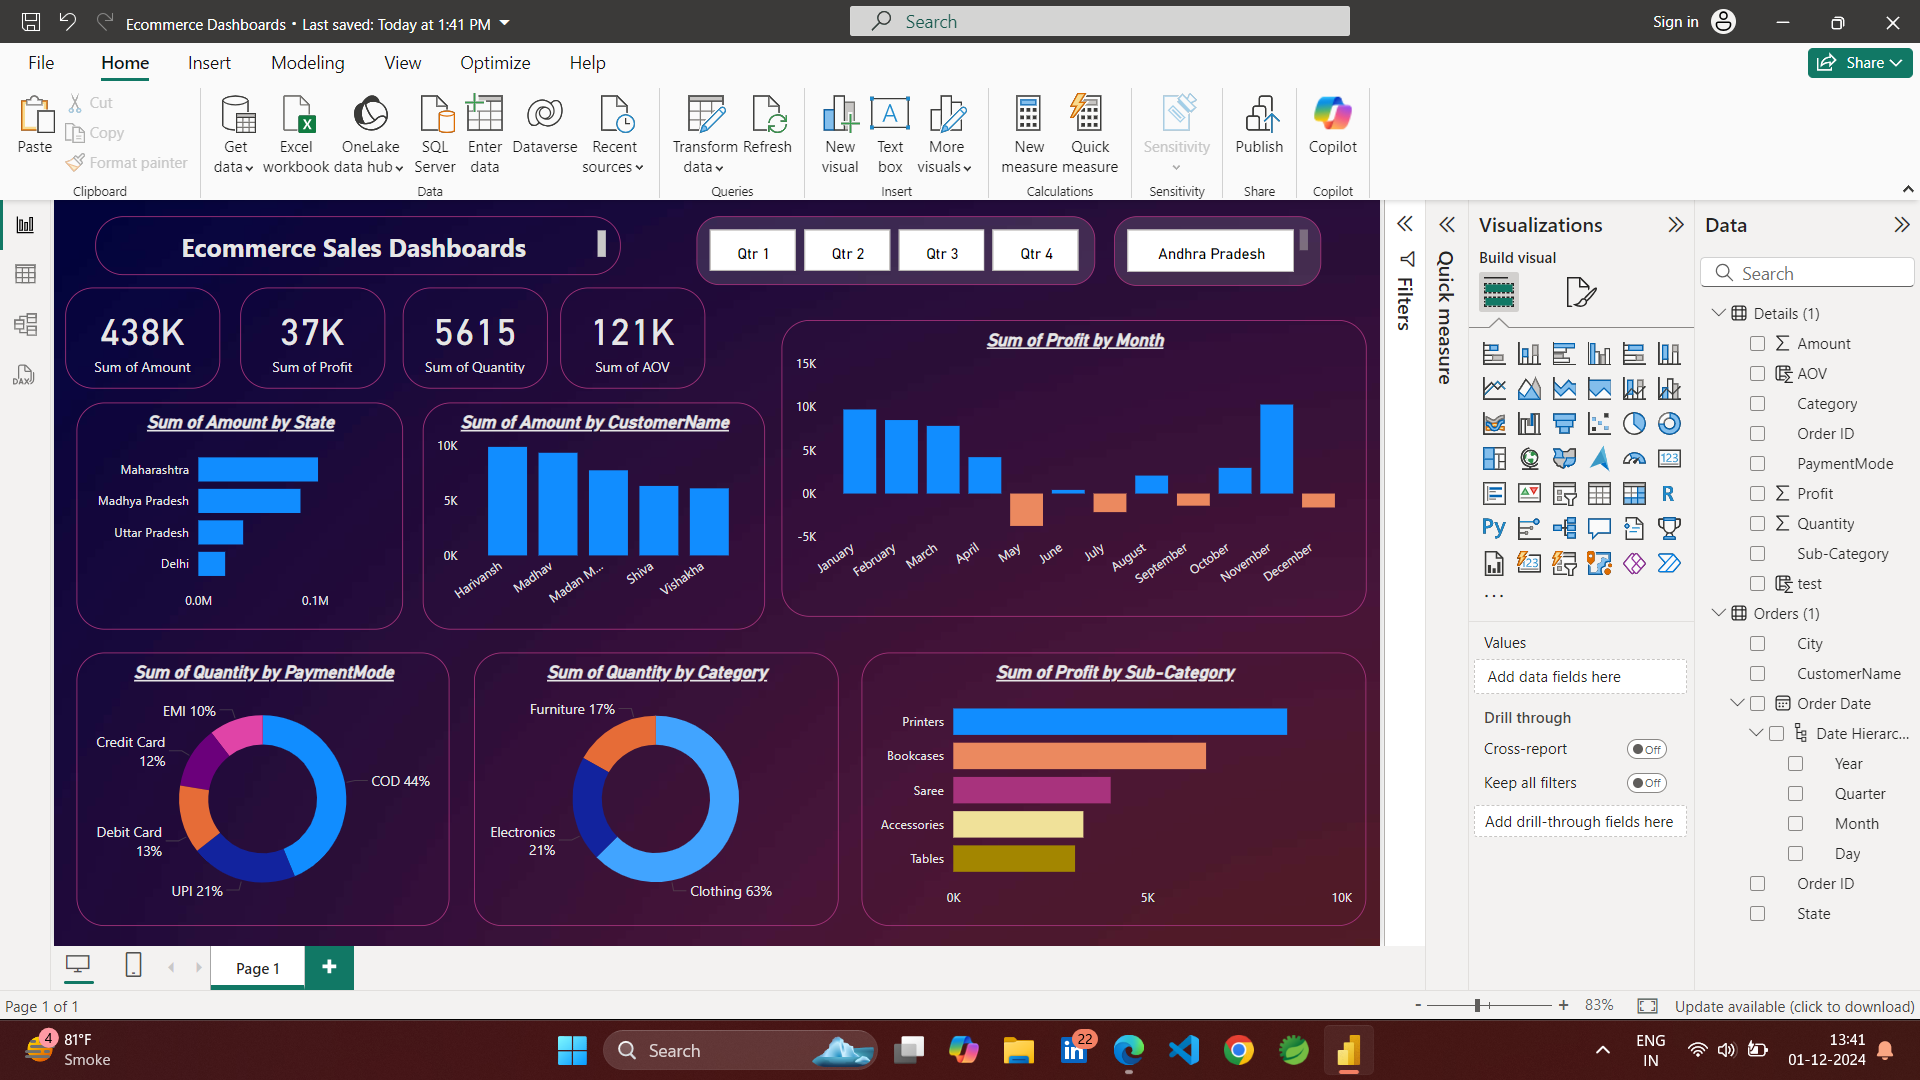 Ecommerce Dashboards • Last saved: Today at 1:41 PM
Search
Sign in
File
Home
Insert
Modeling
View
Optimize
Help
Share
Paste
Cut
Copy
Format painter
Clipboard
Get data
Excel workbook
OneLake data hub
SQL Server
Enter data
Dataverse
Recent sources
Data
Transform data
Refresh
Queries
New visual
Text box
More visuals
Insert
New measure
Quick measure
Calculations
Sensitivity
Sensitivity
Publish
Share
Copilot
Copilot
DAX
Ecommerce Sales Dashboards
Qtr 1
Qtr 2
Qtr 3
Qtr 4
Andhra Pradesh
438K
Sum of Amount
37K
Sum of Profit
5615
Sum of Quantity
121K
Sum of AOV
Sum of Profit by Month
15K
10K
5K
0K
-5K
January
February
March
April
May
June
July
August
September
October
November
December
Sum of Amount by State
Maharashtra
Madhya Pradesh
Uttar Pradesh
Delhi
0.0M
0.1M
Sum of Amount by CustomerName
10K
5K
0K
Harivansh
Madhav
Madan M...
Shiva
Vishakha
Sum of Quantity by PaymentMode
EMI 10%
Credit Card
12%
COD 44%
Debit Card
13%
UPI 21%
Sum of Quantity by Category
Furniture 17%
Electronics
21%
Clothing 63%
Sum of Profit by Sub-Category
Printers
Bookcases
Saree
Accessories
Tables
0K
5K
10K
Filters
Quick measure
Visualizations
Build visual
123
R
Py
123
...
Values
Add data fields here
Drill through
Cross-report
Off
Keep all filters
Off
Add drill-through fields here
Data
Search
Details (1)
Amount
AOV
Category
Order ID
PaymentMode
Profit
Quantity
Sub-Category
test
Orders (1)
City
CustomerName
Order Date
Date Hierarc...
Year
Quarter
Month
Day
Order ID
State
Page 1
Page 1 of 1
- + 83%
Update available (click to download)
4
81°F
Smoke
Search
22
ENG
IN
13:41
01-12-2024